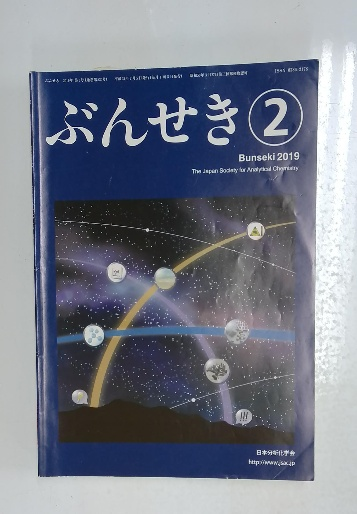 ぶんせき 2
Bunseki 2019
The Japan Society for Analytical Chemistry
!!!
日本分析化学会
http://www.jsac.jp